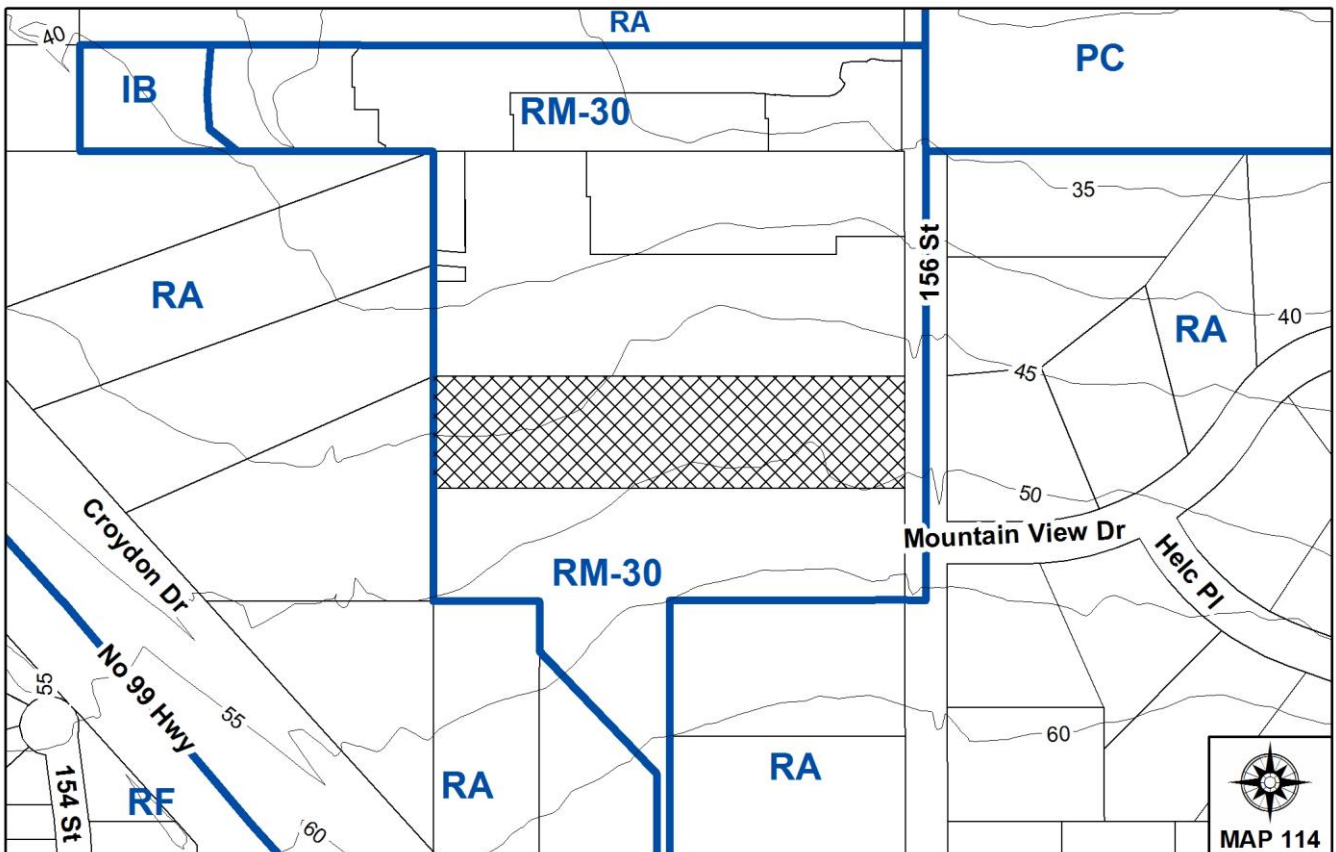 RA
40
PC
IB
RM-30
35
156 St
RA
RA
40
45
50
Croydon Dr
Mountain View Dr
Helc Pl
RM-30
No 99 Hwy
55
55
60
RA
RA
154 St
RF
60
MAP 114